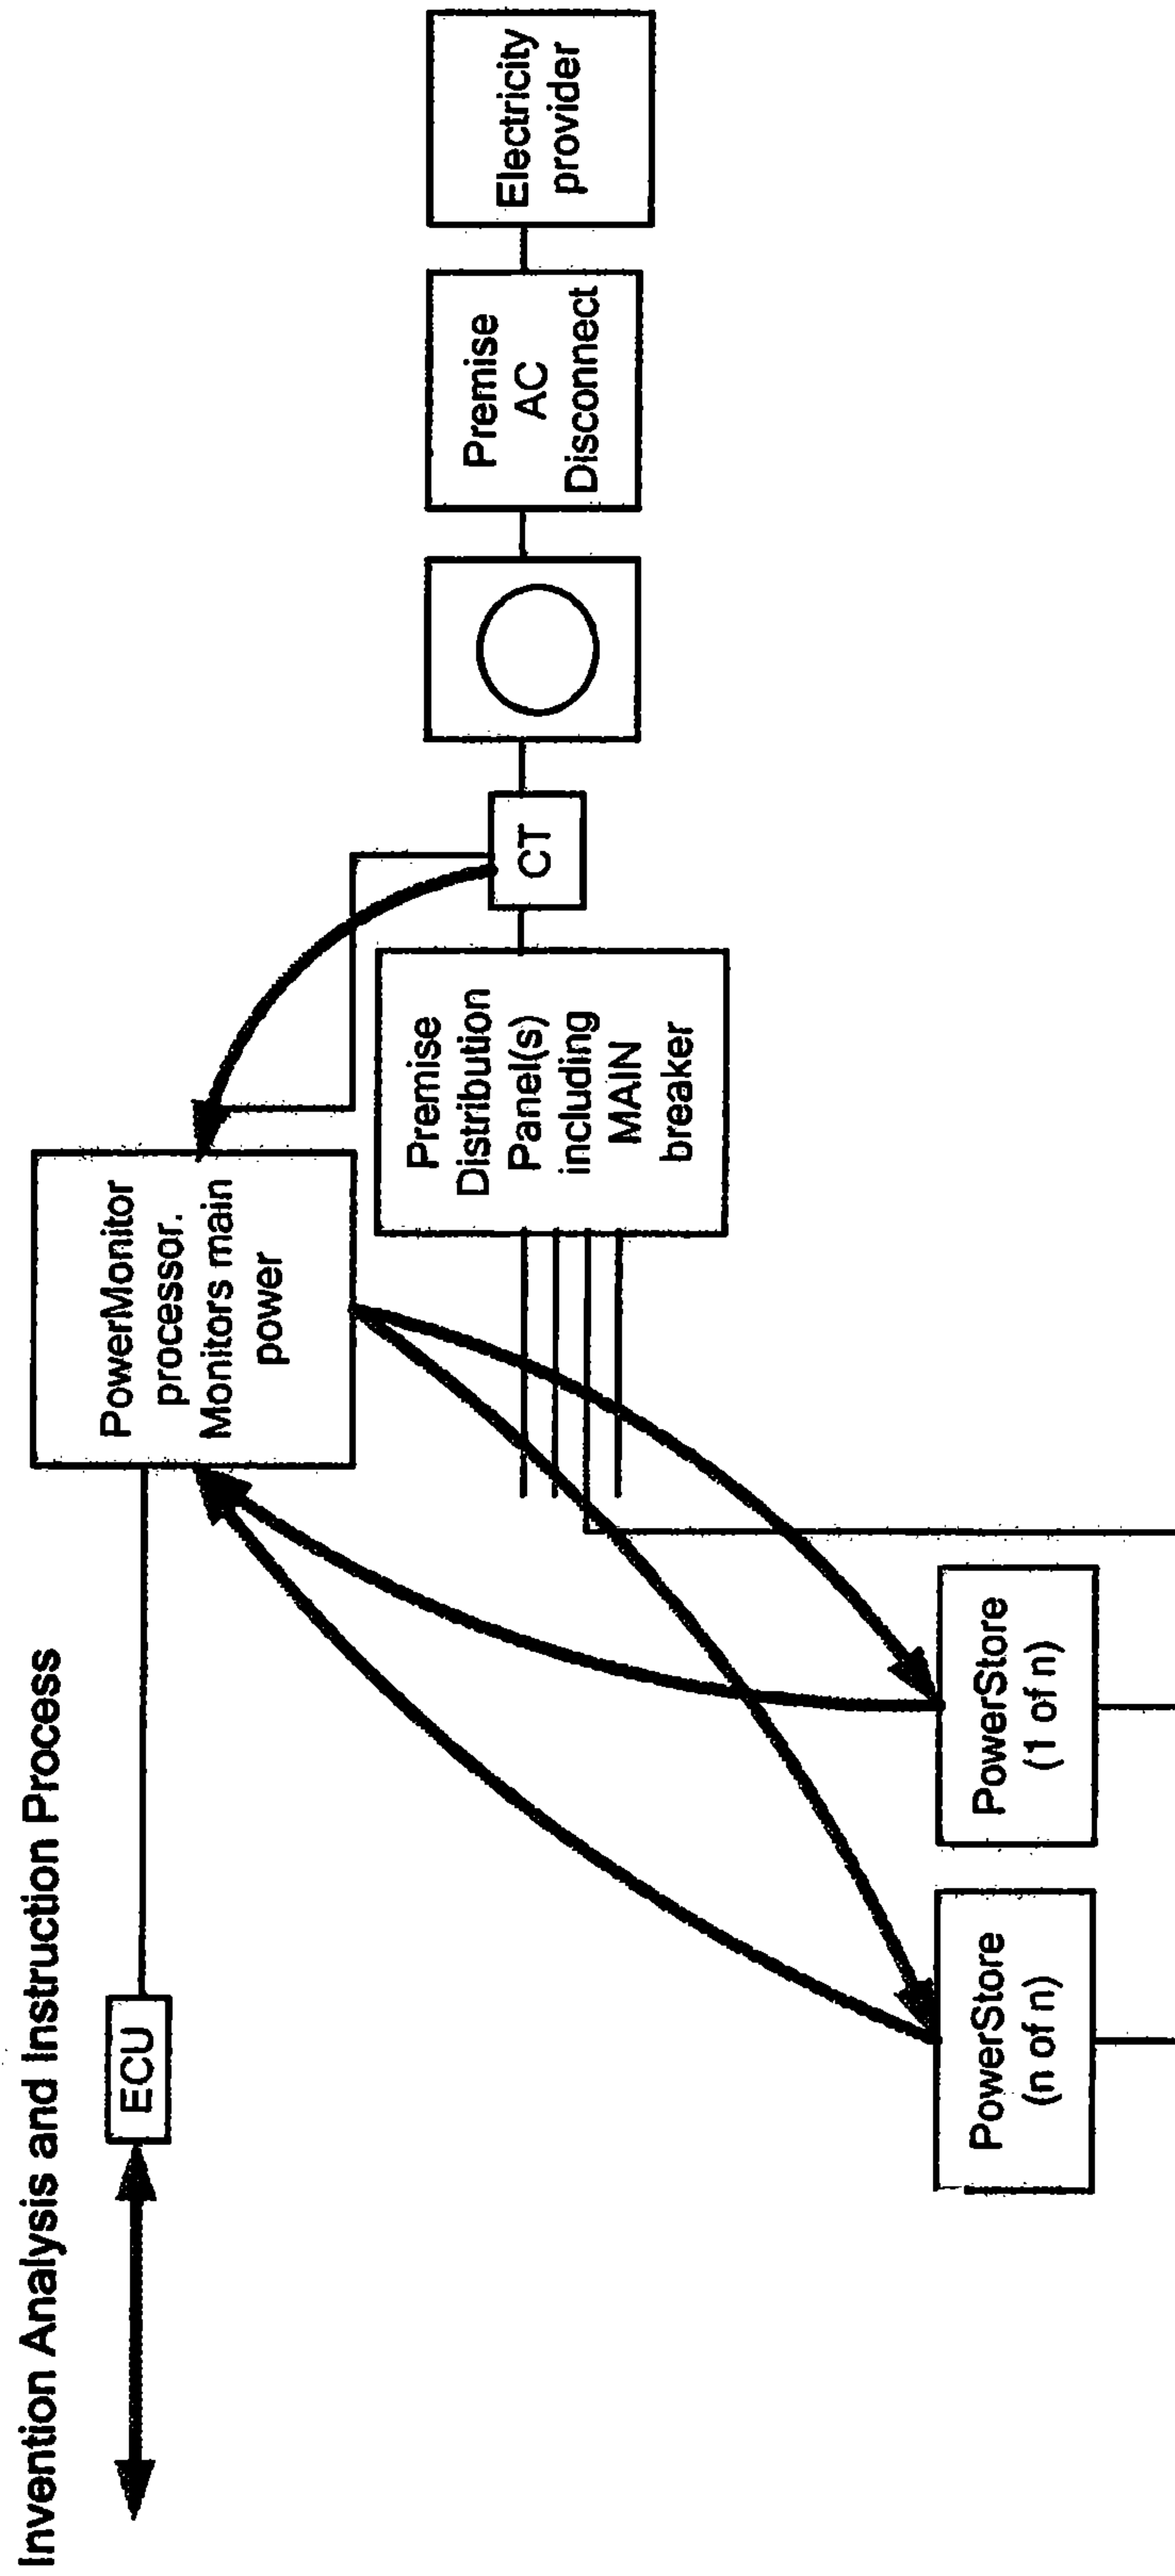 Invention Analysis and Instruction Process
ECU
PowerMonitor
processor.
Monitors main
power
Premise
Distribution
Panel(s)
including
MAIN
breaker
CT
Premise
AC
Disconnect
Electricity
provider
PowerStore
(n of n)
PowerStore
(1 of n)